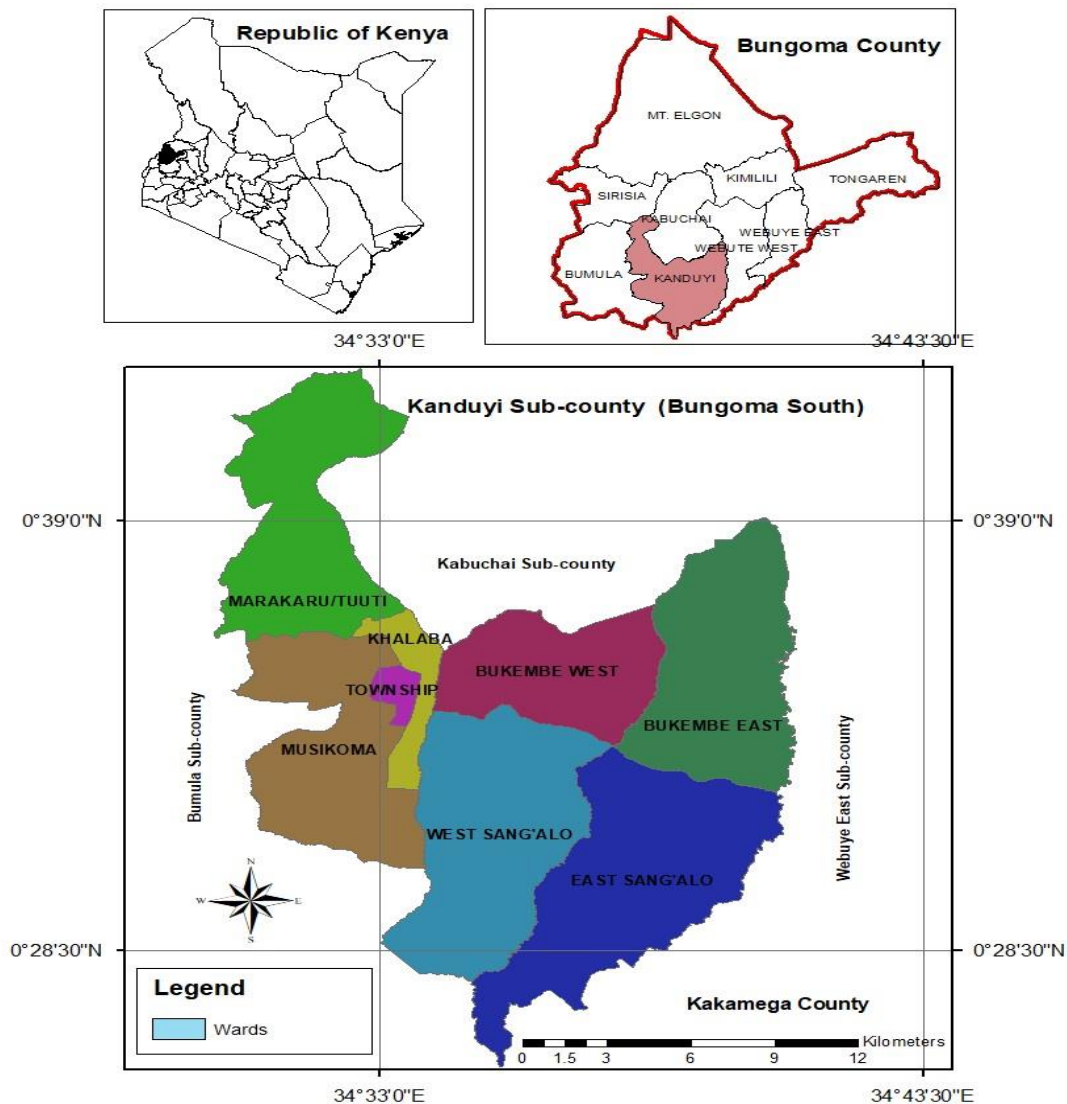 Republic of Kenya
Bungoma County
MT. ELGON
KIMILILI
TONGAREN
SIRISIA
KABUCHAI
WEBUYE EAST
WEBUTE WEST
BUMULA
KANDUYI
34°33'0"E
34°43'30"E
Kanduyi Sub-county (Bungoma South)
0°39'0"N
0°39'0"N
Kabuchai Sub-county
MARAKARU/TUUTI
KHALABA
BUKEMBE WEST
TOWNSHIP
BUKEMBE EAST
MUSIKOMA
Bumula Sub-county
Webuye East Sub-county
WEST SANG'ALO
EAST SANG'ALO
N
W
E
S
0°28'30"N
0°28'30"N
Legend
Wards
Kakamega County
Kilometers
0 1.5 3 6 9 12
34°33'0"E
34°43'30"E